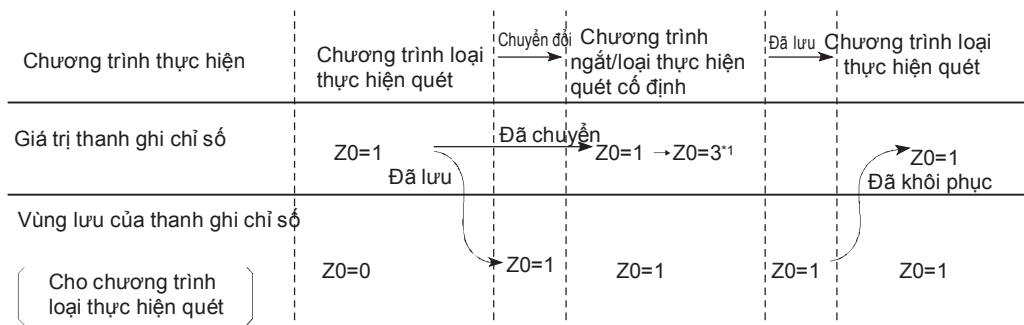 Chương trình thực hiện
Chương trình loại
thực hiện quét
Chuyển đổi
Chương trình
ngắt/loại thực hiện
quét cố định
Đã lưu
Chương trình loại
thực hiện quét
Giá trị thanh ghi chỉ số
Z0=1
Đã chuyển
Z0=1 →Z0=3*1
Z0=1
Đã lưu
Đã khôi phục
Vùng lưu của thanh ghi chỉ số
Cho chương trình
loại thực hiện quét
Z0=0
Z0=1
Z0=1
Z0=1
Z0=1